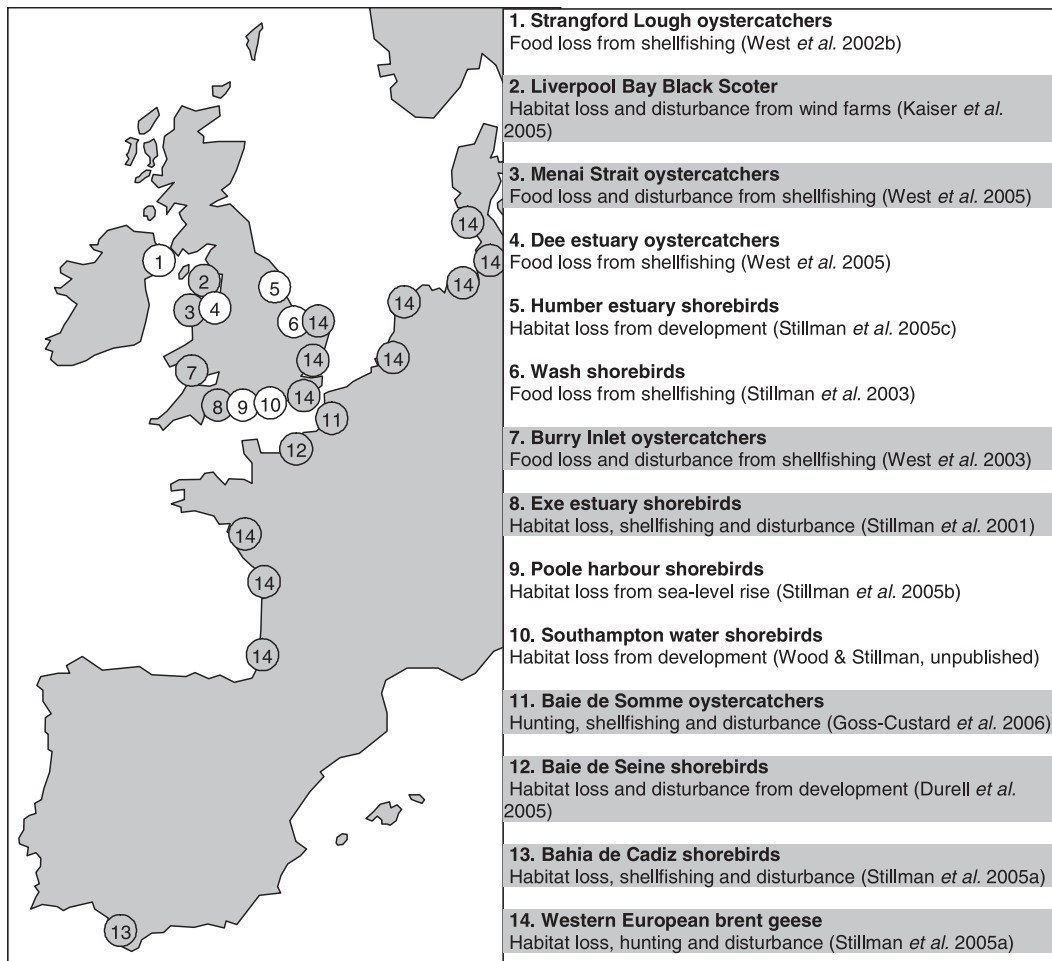 1. Strangford Lough oystercatchers
Food loss from shellfishing (West et al. 2002b)
2. Liverpool Bay Black Scoter
Habitat loss and disturbance from wind farms (Kaiser et al.
2005)
3. Menai Strait oystercatchers
Food loss and disturbance from shellfishing (West et al. 2005)
4. Dee estuary oystercatchers
Food loss from shellfishing (West et al. 2005)
5. Humber estuary shorebirds
Habitat loss from development (Stillman et al. 2005c)
6. Wash shorebirds
Food loss from shellfishing (Stillman et al. 2003)
7. Burry Inlet oystercatchers
Food loss and disturbance from shellfishing (West et al. 2003)
8. Exe estuary shorebirds
Habitat loss, shellfishing and disturbance (Stillman et al. 2001)
9. Poole harbour shorebirds
Habitat loss from sea-level rise (Stillman et al. 2005b)
10. Southampton water shorebirds
Habitat loss from development (Wood & Stillman, unpublished)
11. Baie de Somme oystercatchers
Hunting, shellfishing and disturbance (Goss-Custard et al. 2006)
12. Baie de Seine shorebirds
Habitat loss and disturbance from development (Durell et al.
2005)
13. Bahia de Cadiz shorebirds
Habitat loss, shellfishing and disturbance (Stillman et al. 2005a)
14. Western European brent geese
Habitat loss, hunting and disturbance (Stillman et al. 2005a)
14
1
14
2
5
14
3
4
14
6
14
14
14
7
8
9
10
14
11
12
14
14
14
13